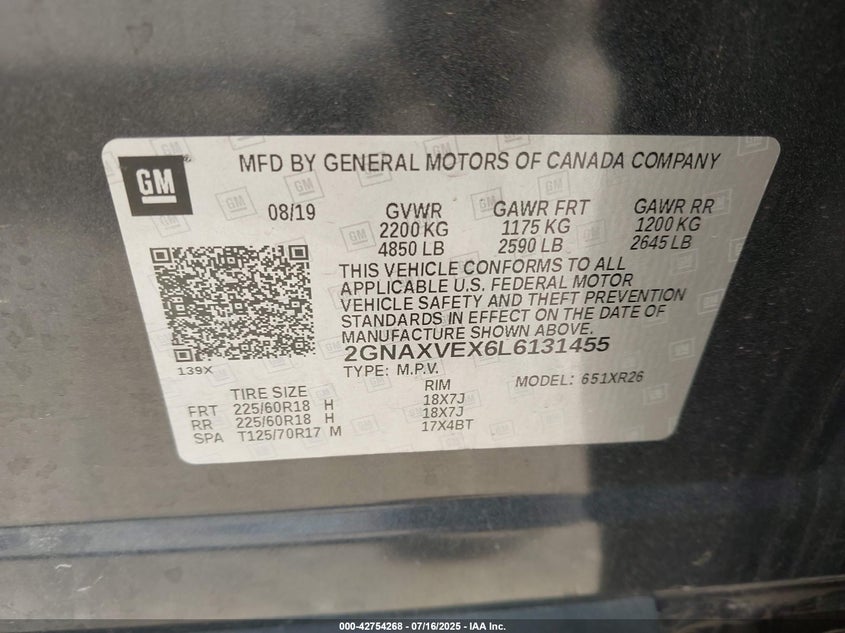 GM
MFD BY GENERAL MOTORS OF CANADA COMPANY
08/19
GVWR GAWR FRT GAWR RR
2200 KG 1175 KG 1200 KG
4850 LB 2590 LB 2645 LB
THIS VEHICLE CONFORMS TO ALL
APPLICABLE U.S. FEDERAL MOTOR
VEHICLE SAFETY AND THEFT PREVENTION
STANDARDS IN EFFECT ON THE DATE OF
MANUFACTURE SHOWN ABOVE.
2GNAXVEX6L6131455
139X
TYPE: M.P.V.
MODEL: 651XR26
TIRE SIZE RIM
FRT 225/60R18 H 18X7J
RR 225/60R18 H 18X7J
SPA T125/70R17 M 17X4BT
000-42754268 - 07/16/2025 - IAA Inc.